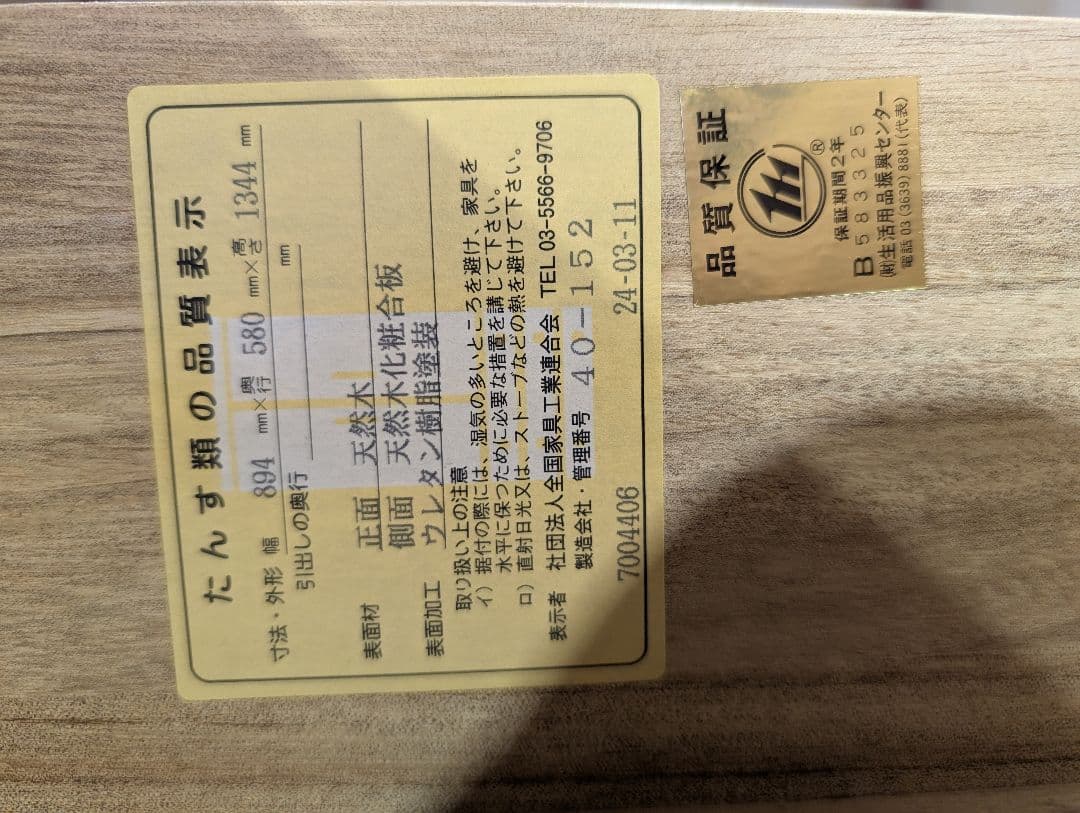 たんす類の品質表示
寸法・外形 幅 894 mm×奥行 580 mm×高さ 1344 mm
引出しの奥行 mm
表面材 正面 天然木
側面 天然木化粧合板
表面加工 ウレタン樹脂塗装
取り扱い上の注意
イ) 据付の際には、湿気の多いところを避け、家具を
水平に保つために必要な措置を講じて下さい。
ロ) 直射日光又は、ストーブなどの熱を避けて下さい。
表示者 社団法人全国家具工業連合会 TEL 03-5566-9706
製造会社・管理番号 40-152
7004406 24-03-11
品質保証
®
保証期間2年
B583325
(財)生活用品振興センター
電話 03 (3639) 8881 (代表)